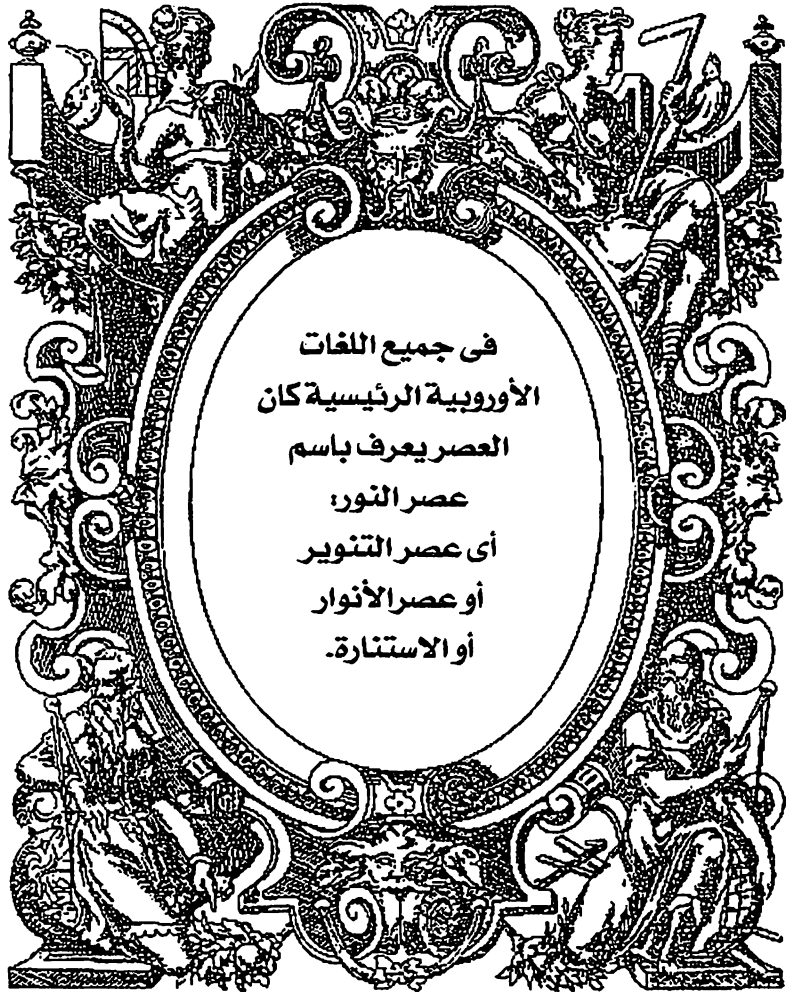 فى جميع اللغات
الأوروبية الرئيسية كان
العصر يعرف باسم
عصر النور:
أى عصر التنوير
أو عصر الأنوار
أو الاستنارة.